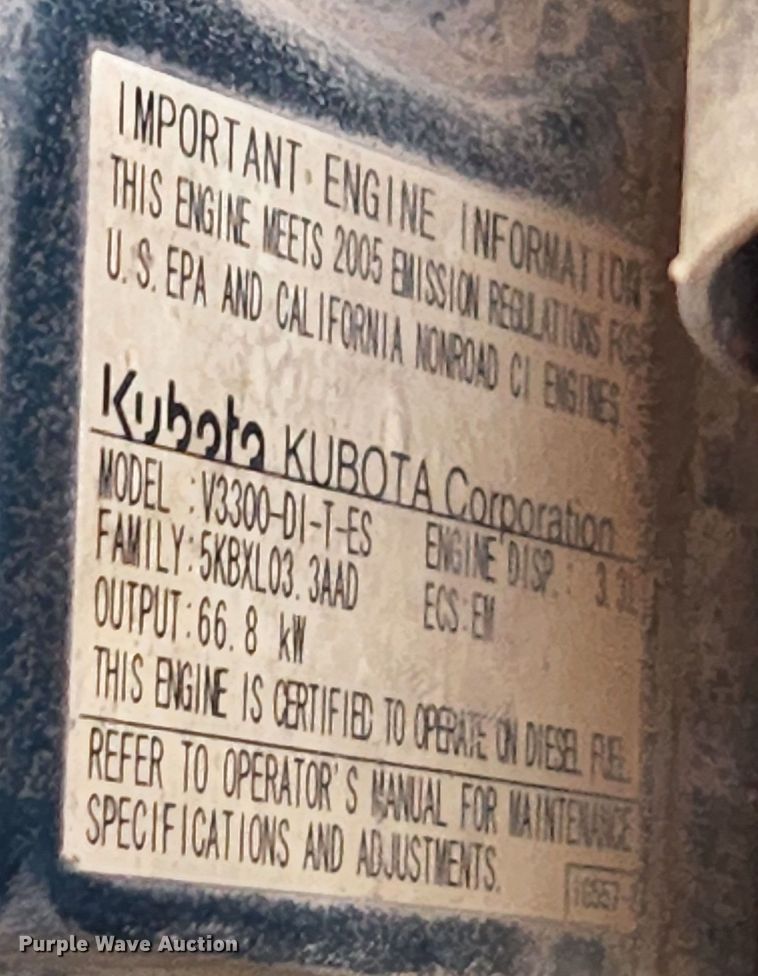 IMPORTANT ENGINE INFORMATION
THIS ENGINE MEETS 2005 EMISSION REGULATIONS FOR
U.S. EPA AND CALIFORNIA NONROAD CI ENGINES
Kubota KUBOTA Corporation
MODEL :V3300-DI-T-ES ENGINE DISP.: 3.3L
FAMILY:5KBXL03.3AAD ECS:EM
OUTPUT:66.8 kW
THIS ENGINE IS CERTIFIED TO OPERATE ON DIESEL FUEL.
REFER TO OPERATOR'S MANUAL FOR MAINTENANCE
SPECIFICATIONS AND ADJUSTMENTS.
Purple Wave Auction